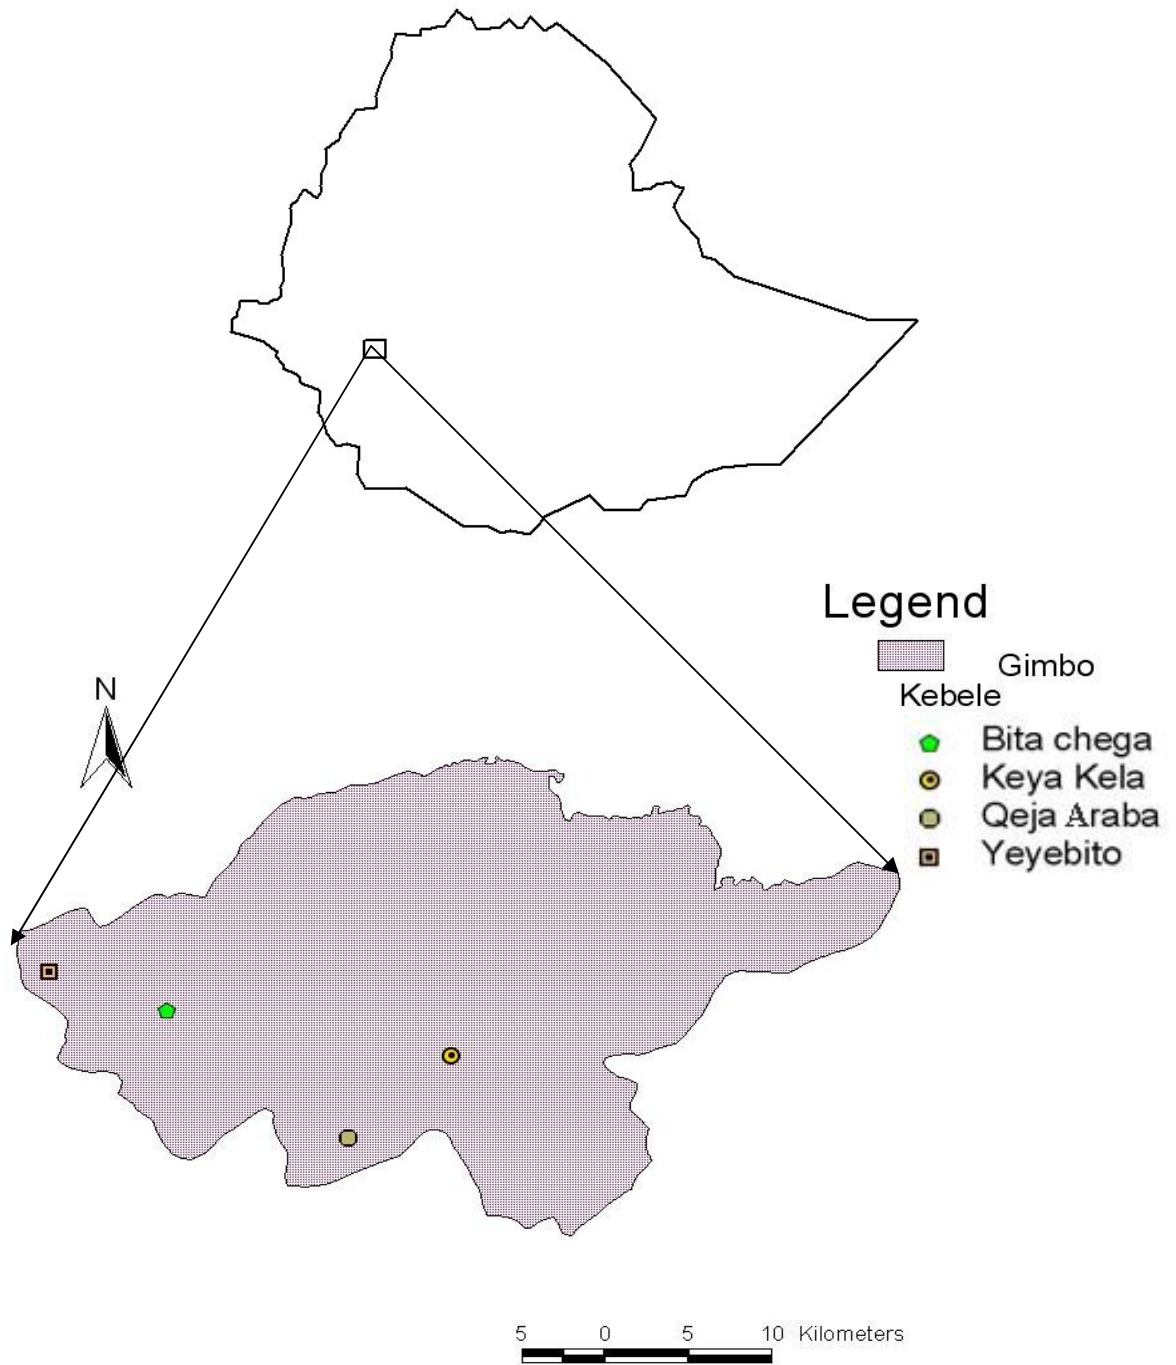 Legend
Gimbo
Kebele
N
Bita chega
Keya Kela
Qeja Araba
Yeyebito
5 0 5 10 Kilometers